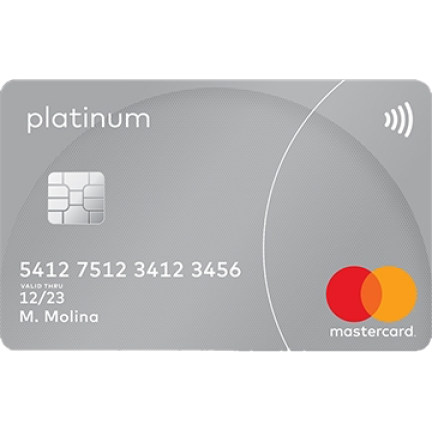 platinum
5412 7512 3412 3456
VALID THRU
12/23
M. Molina
mastercard